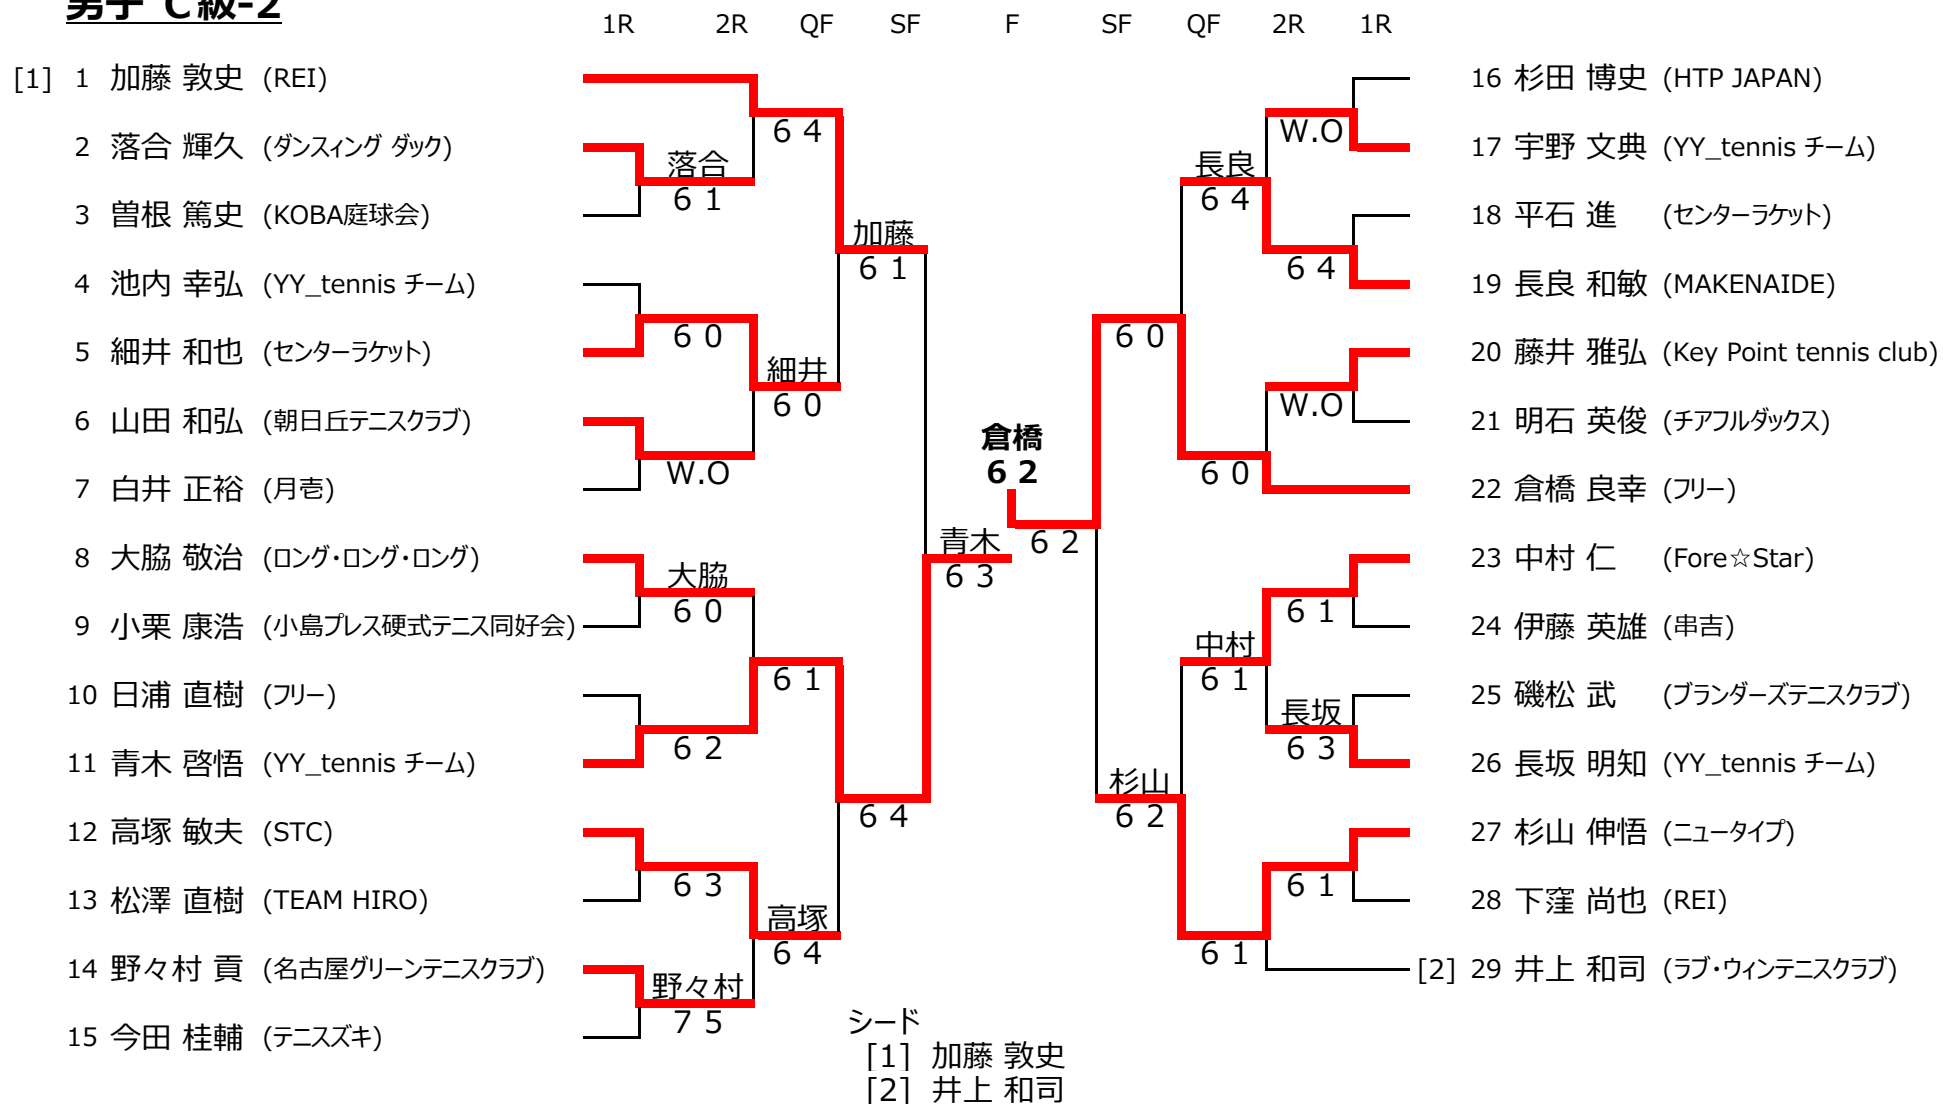 男子 C級-2
1R 2R QF SF F SF QF 2R 1R
[1] 1 加藤 敦史 (REI)
2 落合 輝久 (ダンスィング ダック)
3 曽根 篤史 (KOBA庭球会)
4 池内 幸弘 (YY_tennis チーム)
5 細井 和也 (センターラケット)
6 山田 和弘 (朝日丘テニスクラブ)
7 白井 正裕 (月壱)
8 大脇 敬治 (ロング・ロング・ロング)
9 小栗 康浩 (小島プレス硬式テニス同好会)
10 日浦 直樹 (フリー)
11 青木 啓悟 (YY_tennis チーム)
12 高塚 敏夫 (STC)
13 松澤 直樹 (TEAM HIRO)
14 野々村 貢 (名古屋グリーンテニスクラブ)
15 今田 桂輔 (テニスズキ)
落合
6 1
6 0
W.O
大脇
6 0
6 2
6 3
野々村
7 5
6 4
細井
6 0
6 1
高塚
6 4
加藤
6 1
6 4
青木
6 3
倉橋
6 2
6 2
6 0
杉山
6 2
長良
6 4
6 0
中村
6 1
6 1
W.O
6 4
W.O
6 1
長坂
6 3
6 1
16 杉田 博史 (HTP JAPAN)
17 宇野 文典 (YY_tennis チーム)
18 平石 進 (センターラケット)
19 長良 和敏 (MAKENAIDE)
20 藤井 雅弘 (Key Point tennis club)
21 明石 英俊 (チアフルダックス)
22 倉橋 良幸 (フリー)
23 中村 仁 (Fore☆Star)
24 伊藤 英雄 (串吉)
25 磯松 武 (ブランダーズテニスクラブ)
26 長坂 明知 (YY_tennis チーム)
27 杉山 伸悟 (ニュータイプ)
28 下窪 尚也 (REI)
[2] 29 井上 和司 (ラブ・ウィンテニスクラブ)
シード
[1] 加藤 敦史
[2] 井上 和司